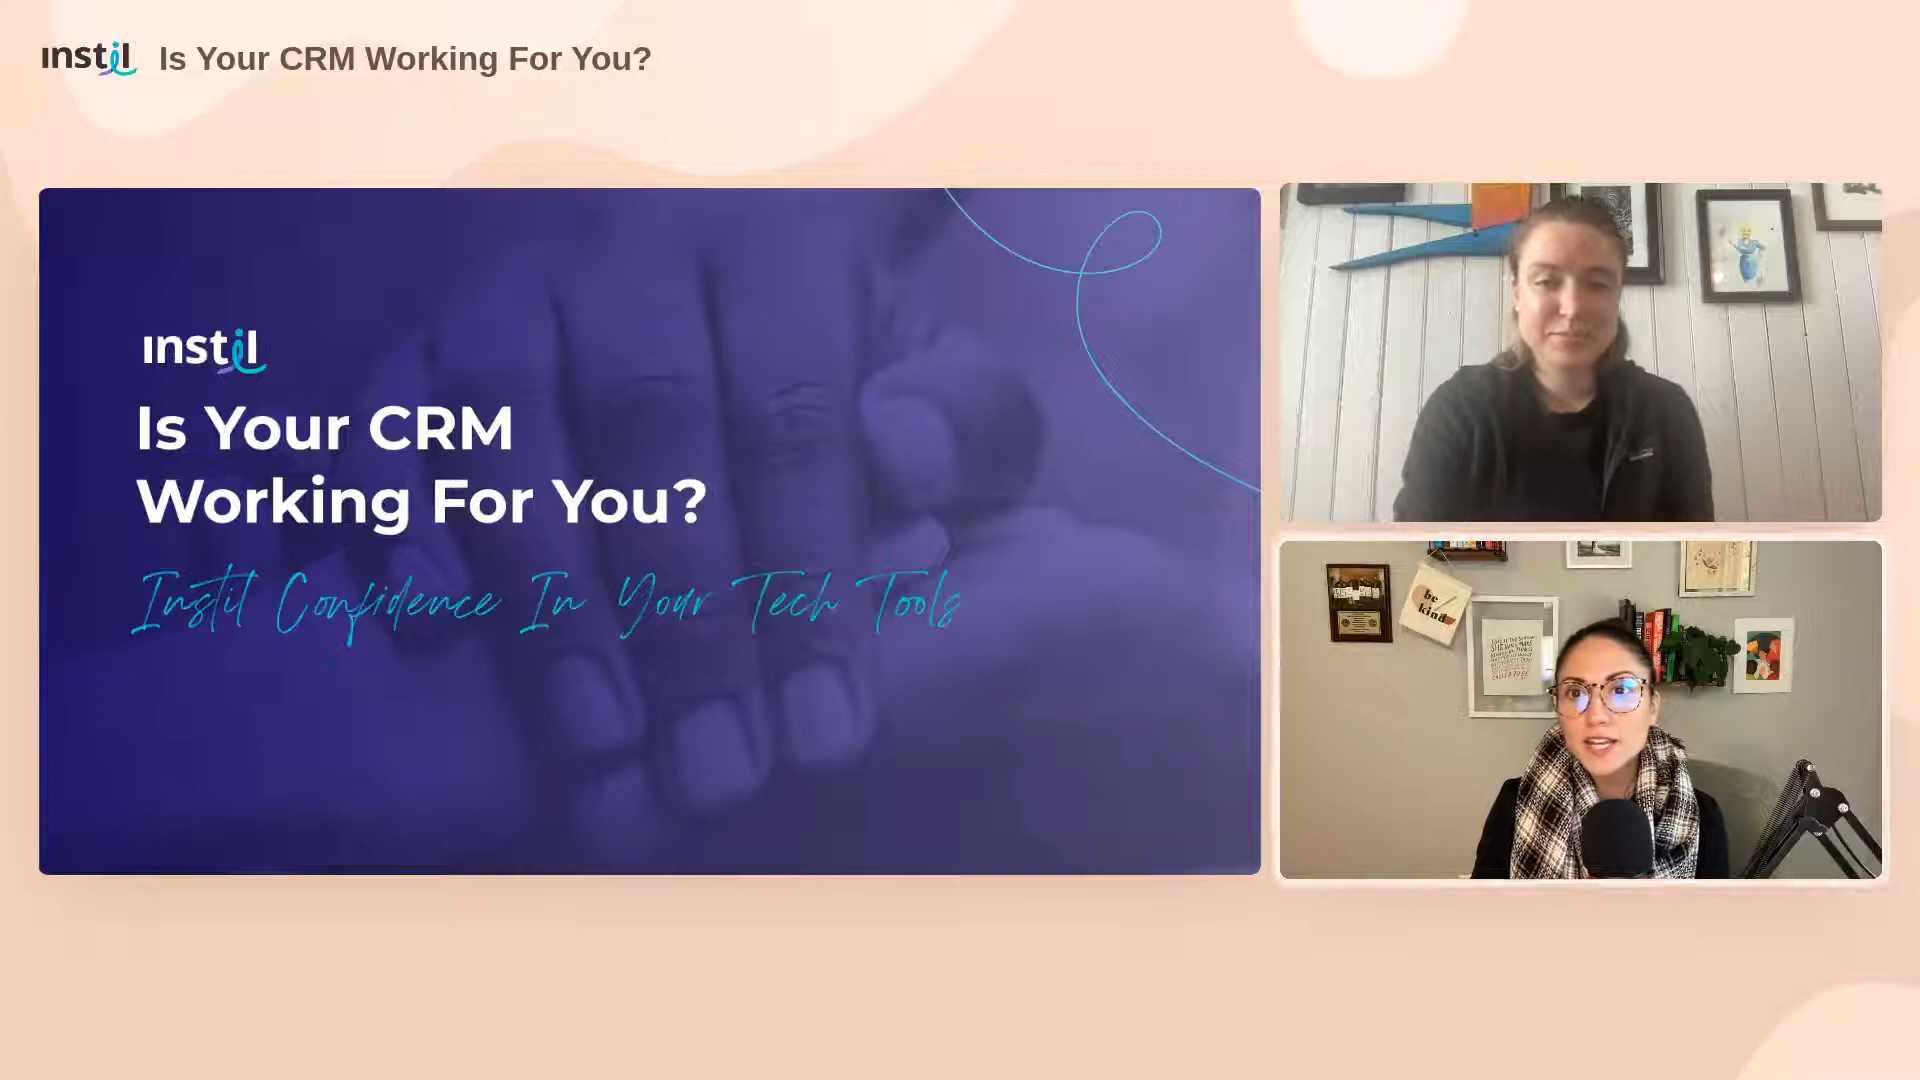 instil Is Your CRM Working For You?
instil
Is Your CRM
Working For You?
Instil Confidence In Your Tech Tools
be
kind